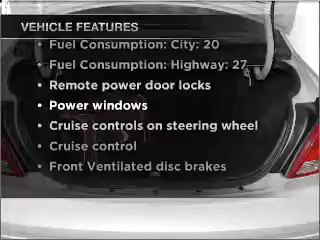 VEHICLE FEATURES
• Fuel Consumption: City: 20
• Fuel Consumption: Highway: 27
• Remote power door locks
• Power windows
• Cruise controls on steering wheel
• Cruise control
• Front Ventilated disc brakes